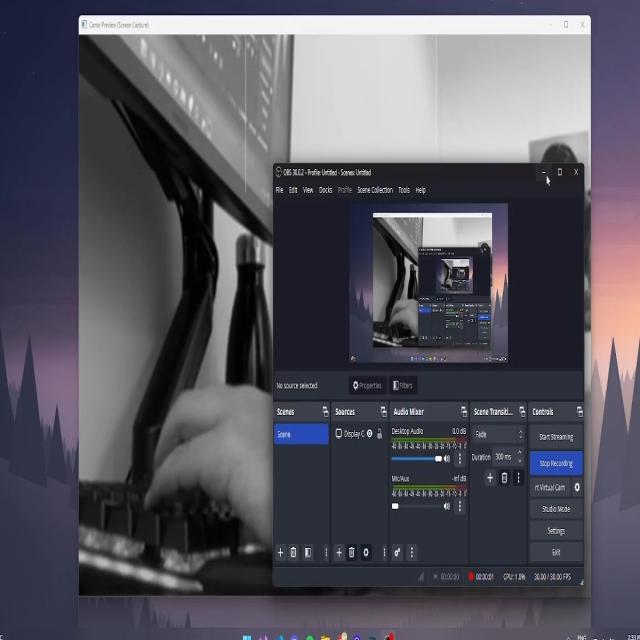 Camo Preview (Screen Capture)
OBS 30.0.2 - Profile: Untitled - Scenes: Untitled
File Edit View Docks Profile Scene Collection Tools Help
No source selected
Properties
Filters
Scenes
Sources
Audio Mixer
Scene Transiti...
Controls
Scene
Display C
Desktop Audio 0.0 dB
Mic/Aux -inf dB
Fade
Duration 300 ms
Start Streaming
Stop Recording
rt Virtual Cam
Studio Mode
Settings
Exit
00:00:00
00:00:01
CPU: 1.0%
30.00 / 30.00 FPS